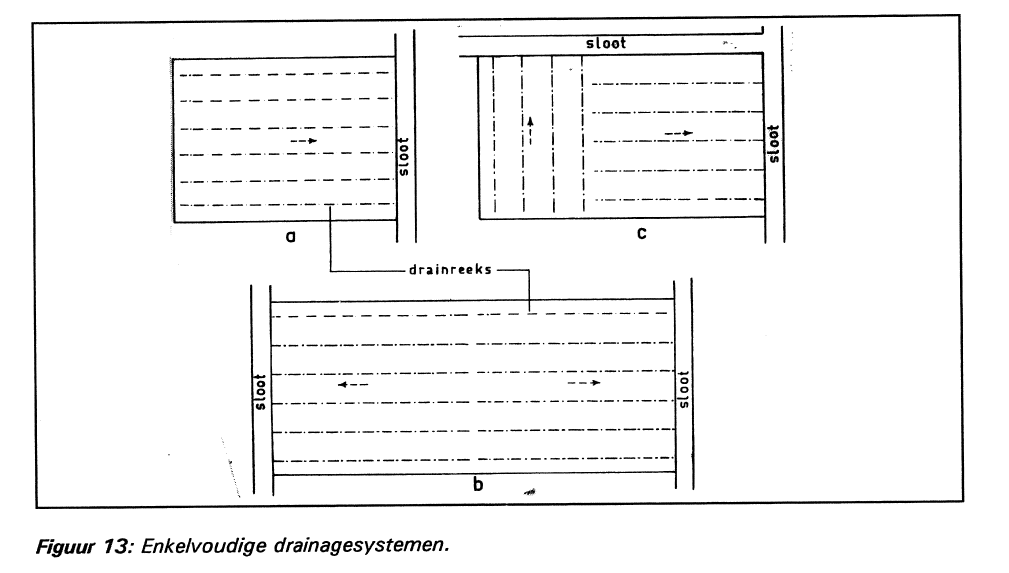 sloot
sloot
a
sloot
c
drainreeks
sloot
sloot
b
Figuur 13: Enkelvoudige drainagesystemen.